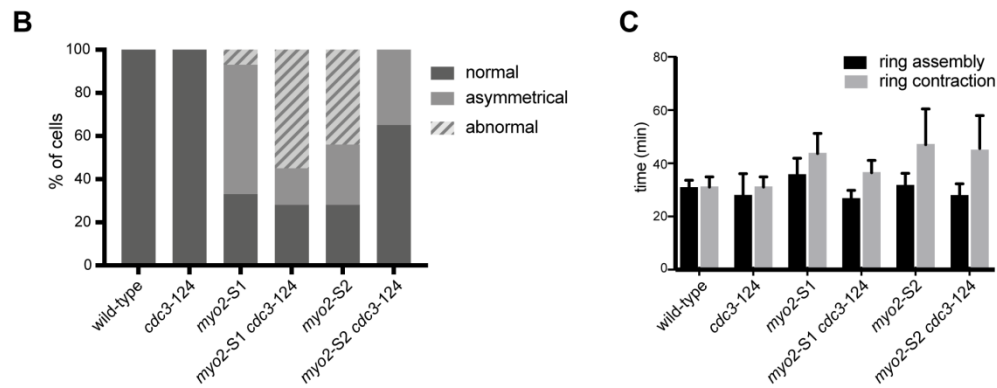 B
100
80
60
40
20
0
% of cells
normal
asymmetrical
abnormal
wild-type
cdc3-124
myo2-S1
myo2-S1 cdc3-124
myo2-S2
myo2-S2 cdc3-124
C
80
60
40
20
0
time (min)
ring assembly
ring contraction
wild-type
cdc3-124
myo2-S1
myo2-S1 cdc3-124
myo2-S2
myo2-S2 cdc3-124